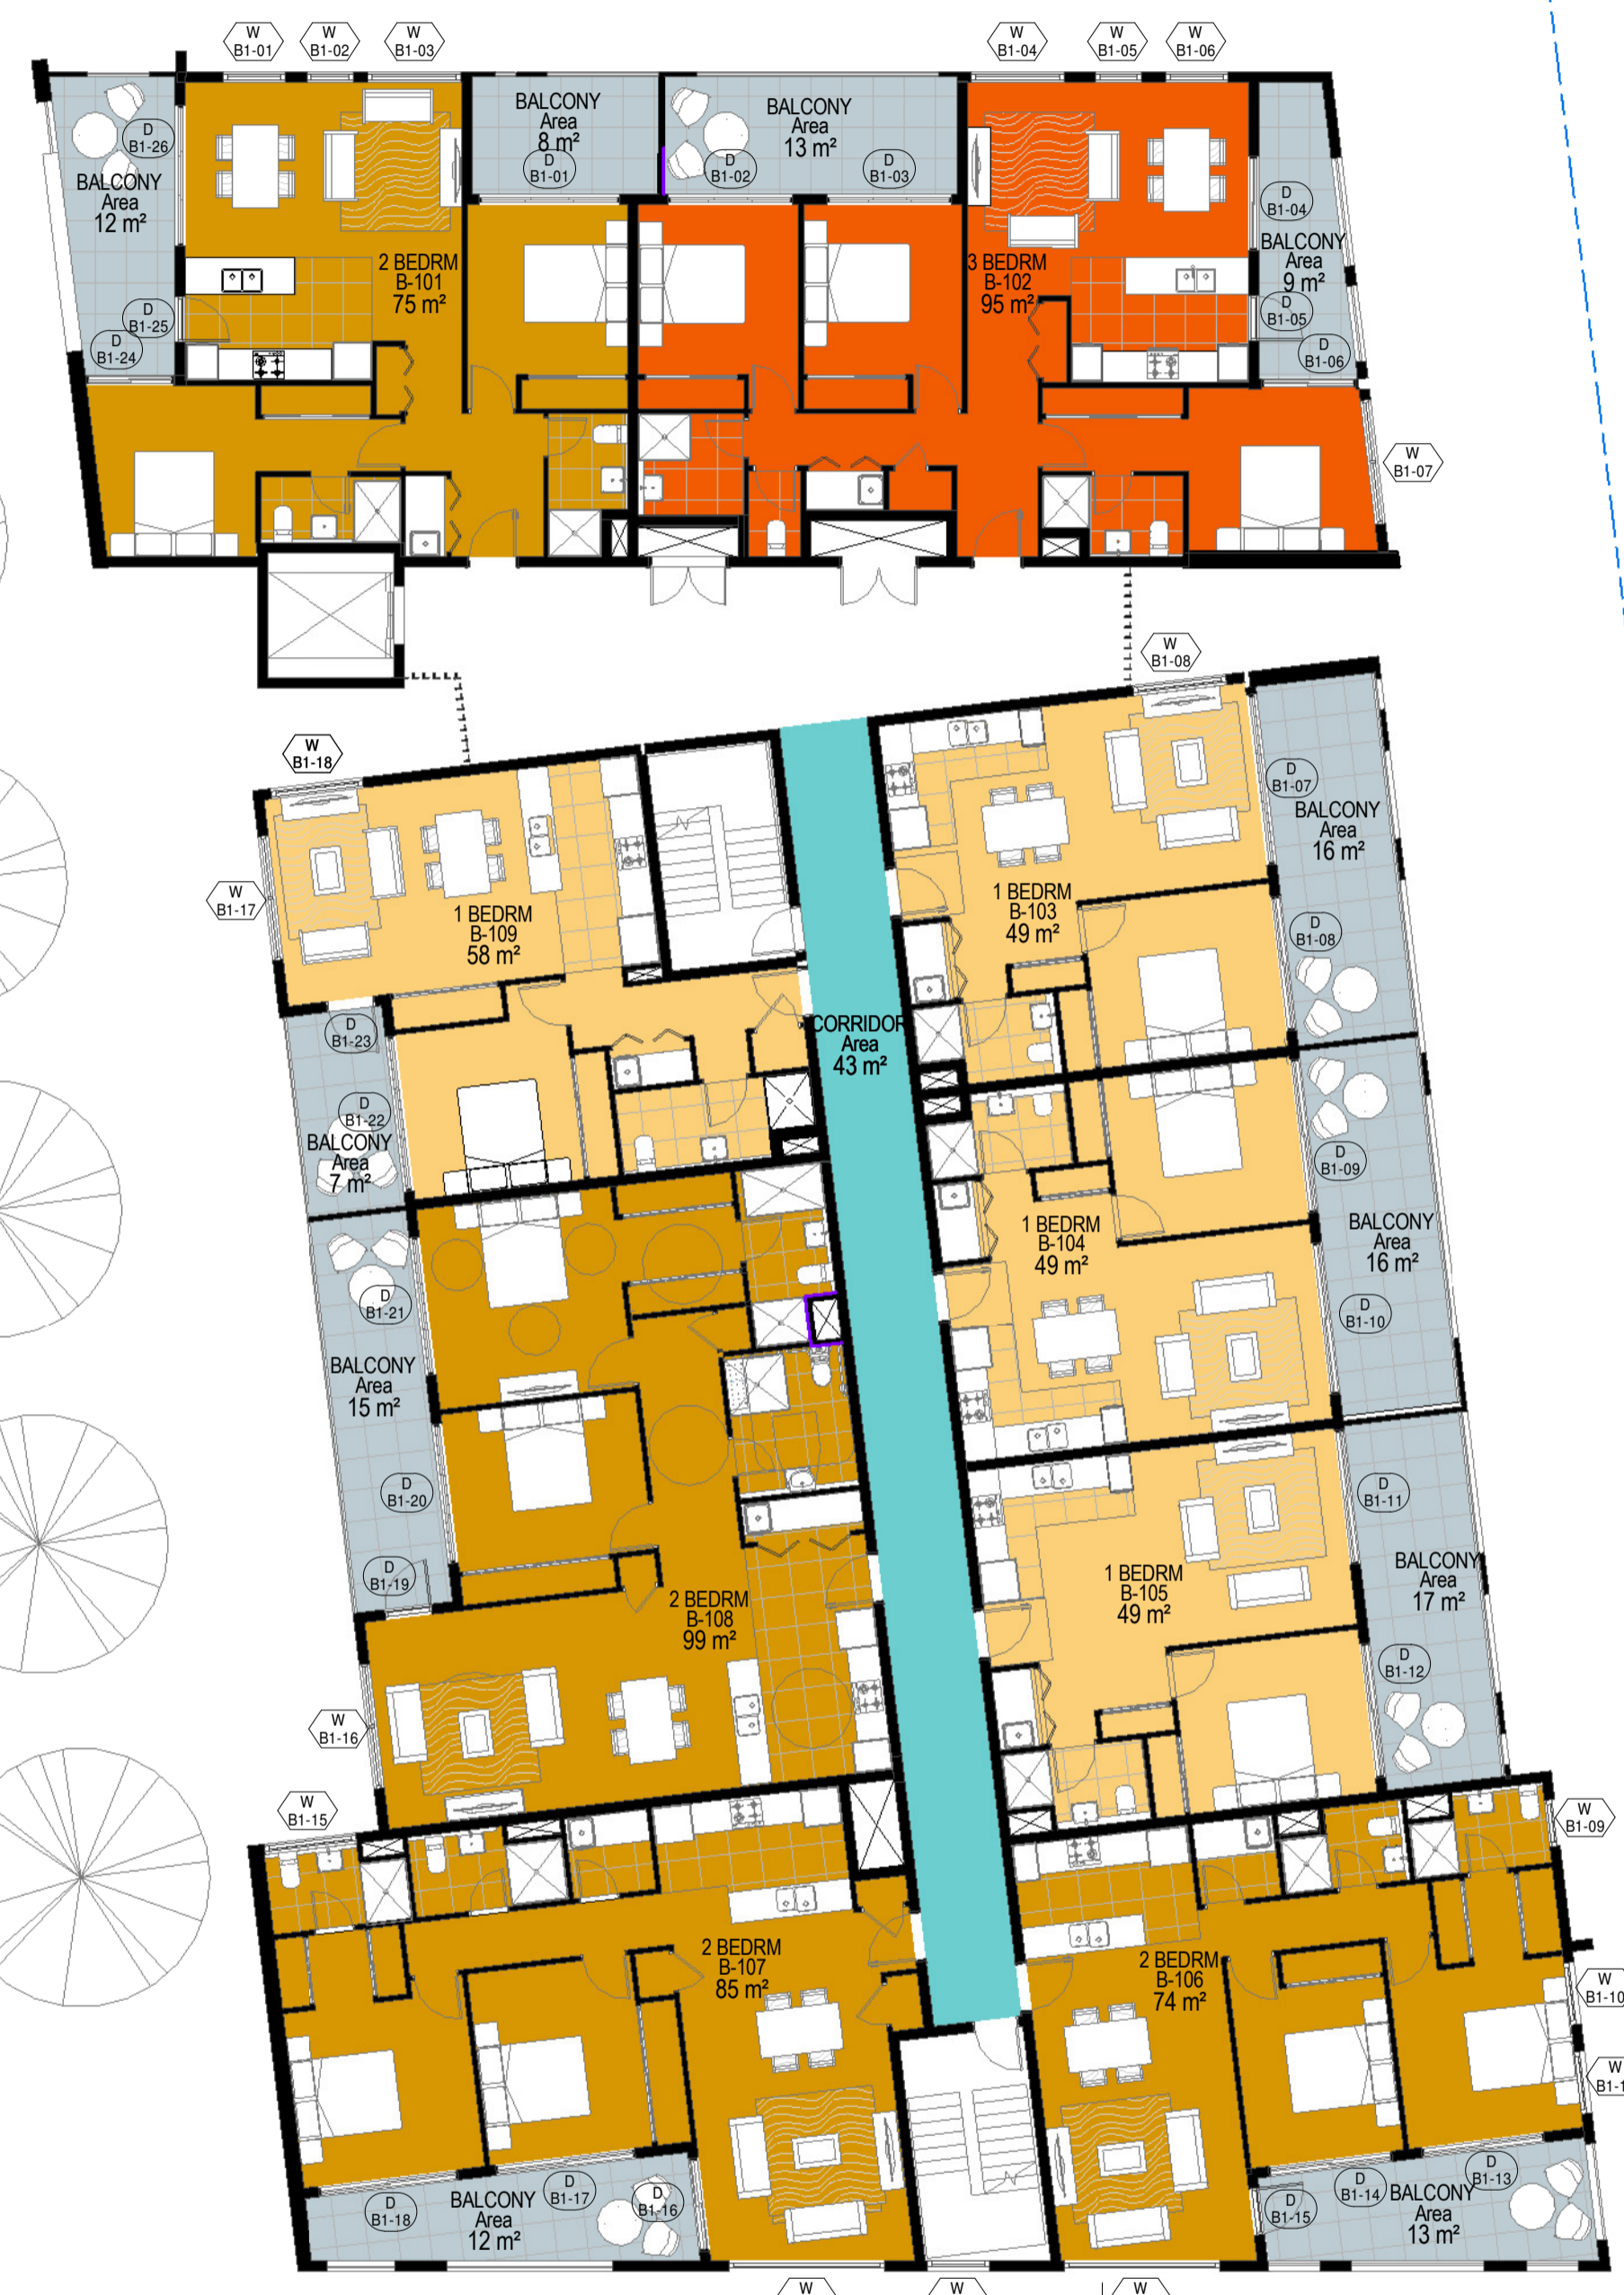 W
B1-01
W
B1-02
W
B1-03
W
B1-04
W
B1-05
W
B1-06
BALCONY
Area
8 m²
D
B1-01
BALCONY
Area
13 m²
D
B1-02
D
B1-03
D
B1-26
BALCONY
Area
12 m²
D
B1-25
D
B1-24
2 BEDRM
B-101
75 m²
3 BEDRM
B-102
95 m²
D
B1-04
BALCONY
Area
9 m²
D
B1-05
D
B1-06
W
B1-07
W
B1-08
W
B1-18
W
B1-17
1 BEDRM
B-109
58 m²
1 BEDRM
B-103
49 m²
D
B1-07
BALCONY
Area
16 m²
D
B1-08
CORRIDOR
Area
43 m²
D
B1-23
D
B1-22
BALCONY
Area
7 m²
D
B1-09
1 BEDRM
B-104
49 m²
BALCONY
Area
16 m²
D
B1-10
D
B1-21
BALCONY
Area
15 m²
D
B1-20
D
B1-19
D
B1-11
BALCONY
Area
17 m²
1 BEDRM
B-105
49 m²
2 BEDRM
B-108
99 m²
D
B1-12
W
B1-16
W
B1-15
W
B1-09
2 BEDRM
B-107
85 m²
2 BEDRM
B-106
74 m²
W
B1-10
W
D
B1-18
BALCONY
Area
12 m²
D
B1-17
D
B1-16
D
B1-15
D
B1-14
BALCONY
Area
13 m²
D
B1-13
W
W
W